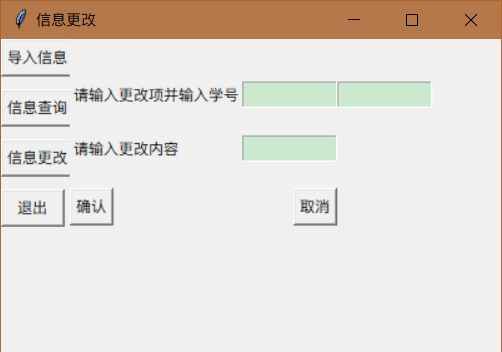 信息更改
导入信息
信息查询 请输入更改项并输入学号
信息更改 请输入更改内容
退出 确认 取消